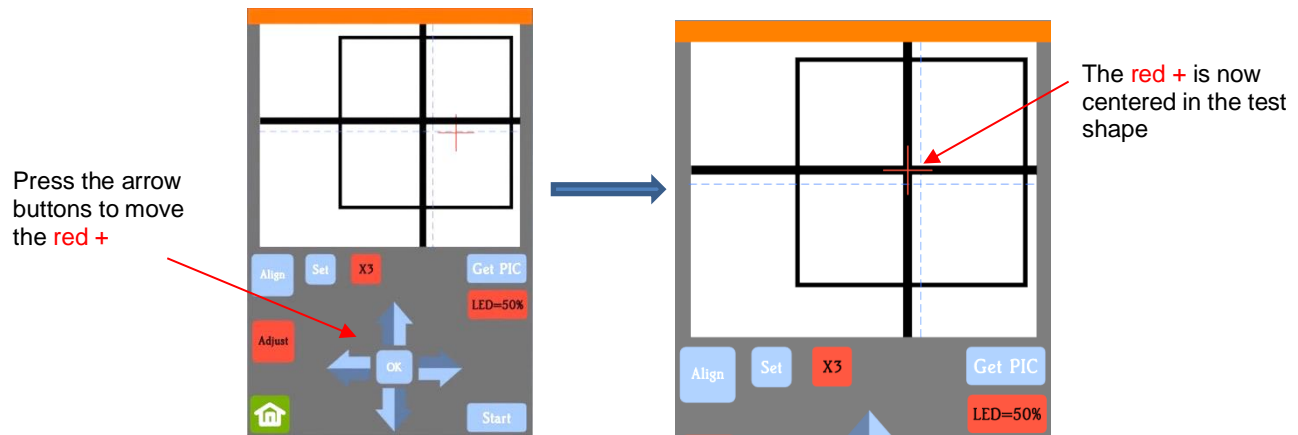 Press the arrow
buttons to move
the red +
Align
Set
X3
Get PIC
LED=50%
Adjust
OK
Start
The red + is now
centered in the test
shape
Align
Set
X3
Get PIC
LED=50%